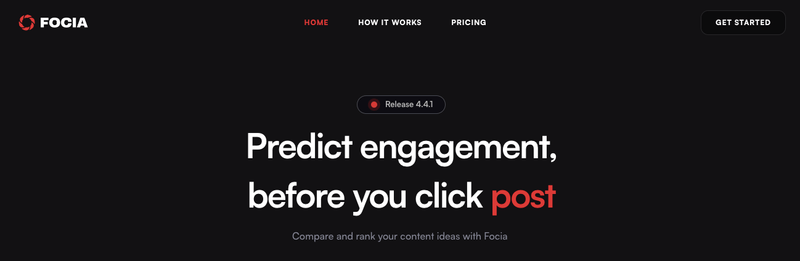 FOCIA
HOME
HOW IT WORKS
PRICING
GET STARTED
Release 4.4.1
Predict engagement,
before you click post
Compare and rank your content ideas with Focia